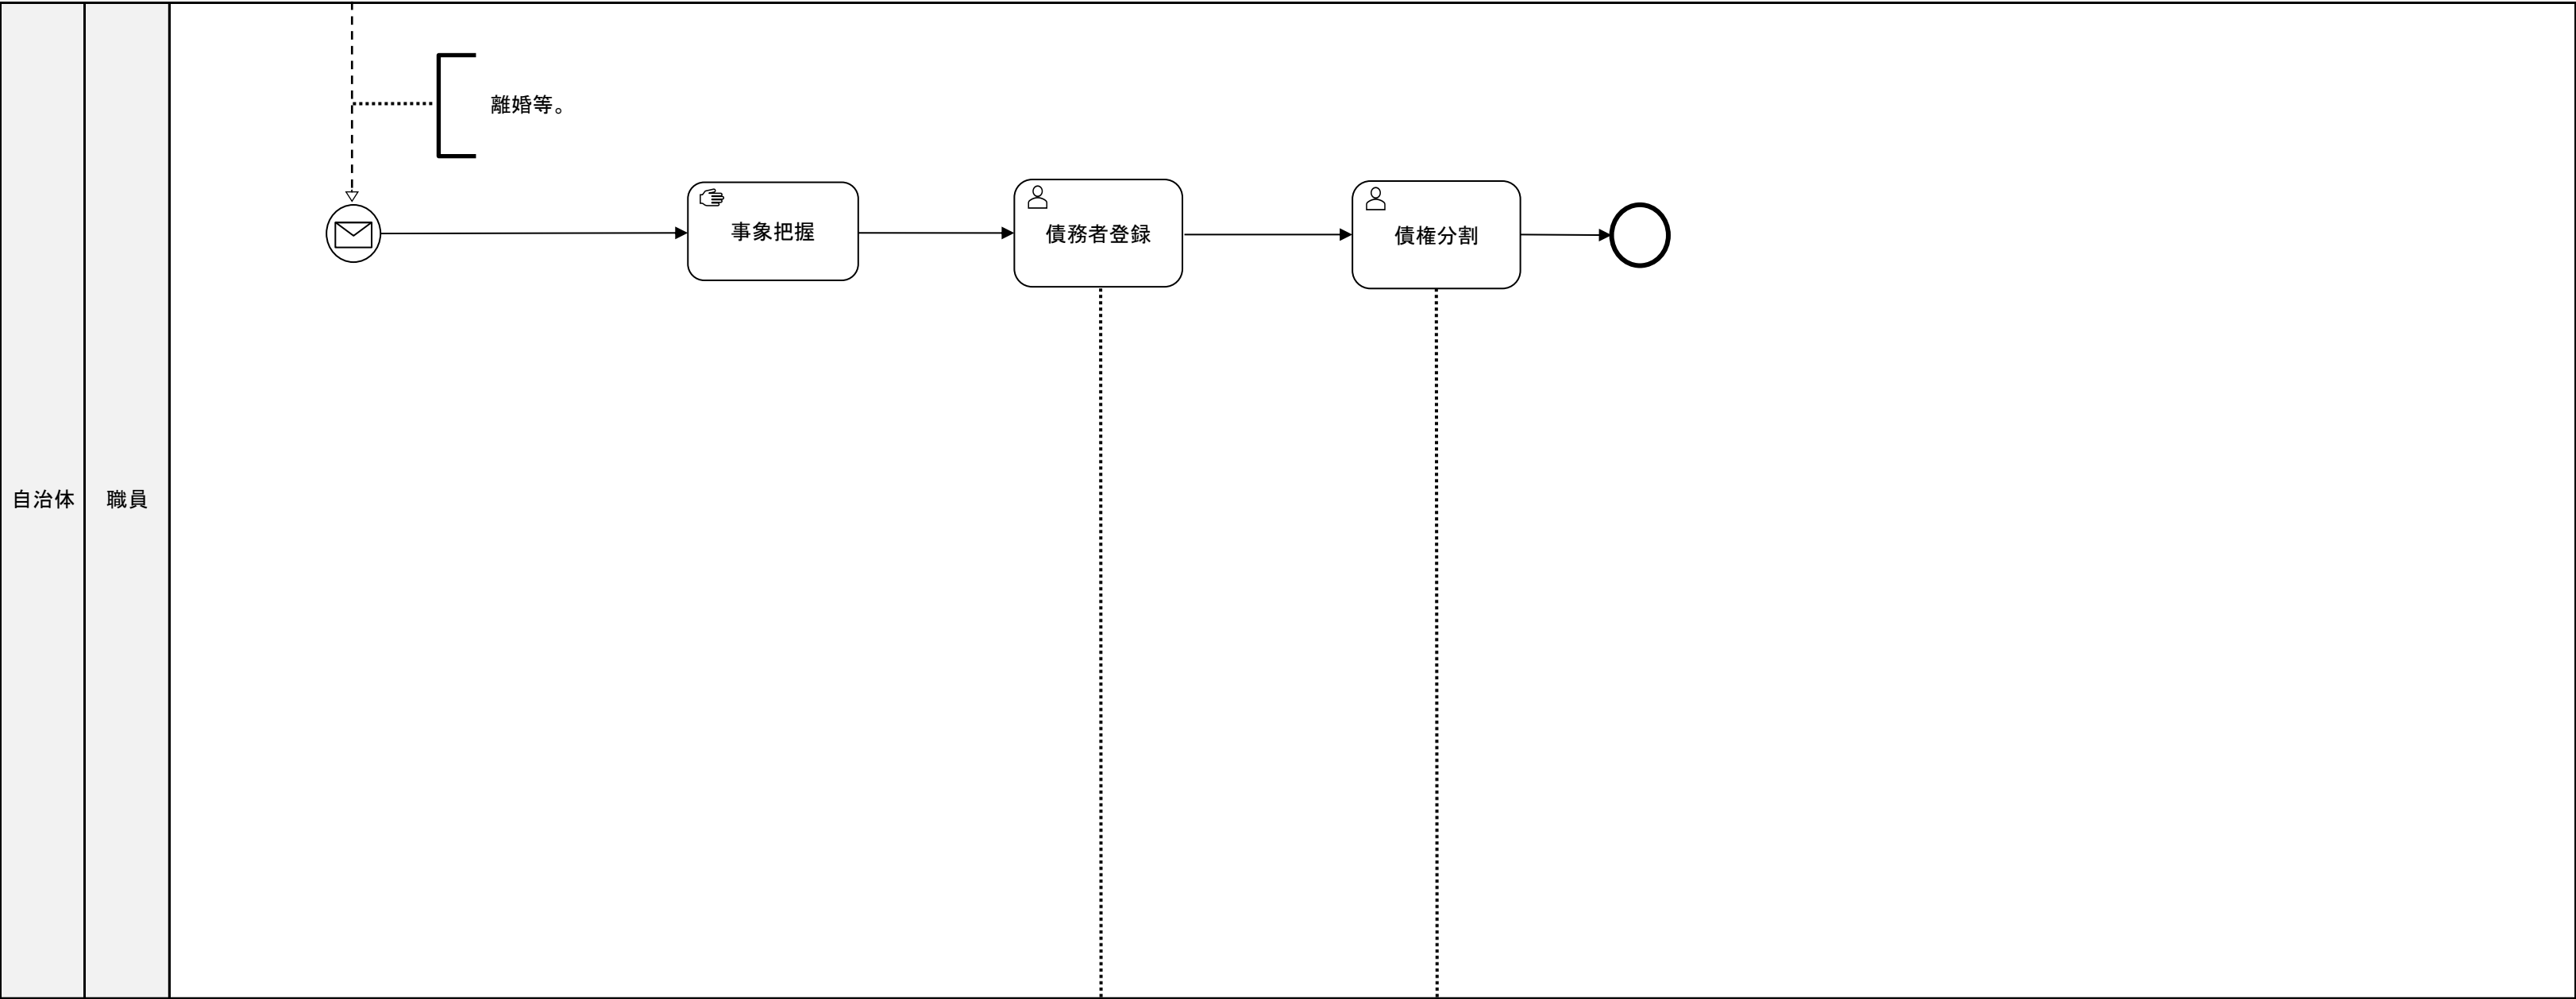 離婚等。
事象把握
債務者登録
債権分割
自治体
職員